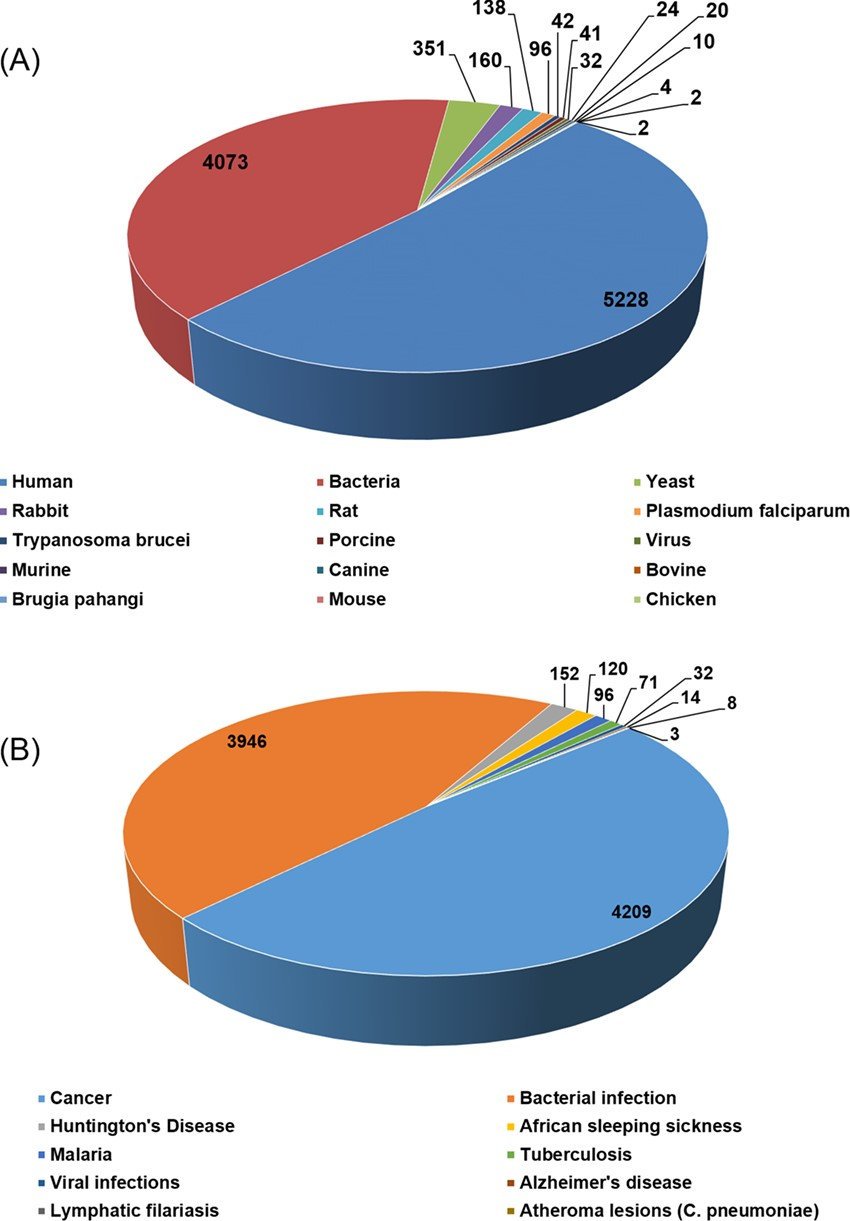 (A)
138
42
24
20
351
160
96
41
32
10
4
2
2
4073
5228
Human
Bacteria
Yeast
Rabbit
Rat
Plasmodium falciparum
Trypanosoma brucei
Porcine
Virus
Murine
Canine
Bovine
Brugia pahangi
Mouse
Chicken
(B)
152
120
96
71
32
14
8
3
3946
4209
Cancer
Bacterial infection
Huntington's Disease
African sleeping sickness
Malaria
Tuberculosis
Viral infections
Alzheimer's disease
Lymphatic filariasis
Atheroma lesions (C. pneumoniae)